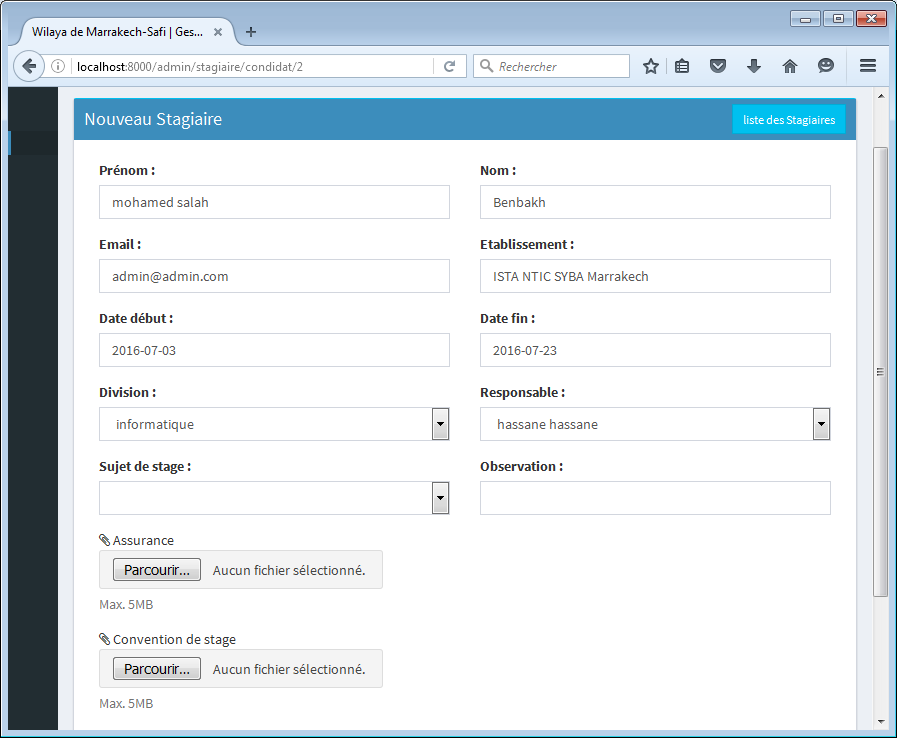 Wilaya de Marrakech-Safi | Ges...
localhost:8000/admin/stagiaire/condidat/2
Rechercher
Nouveau Stagiaire
liste des Stagiaires
Prénom :
Nom :
mohamed salah
Benbakh
Email :
Etablissement :
admin@admin.com
ISTA NTIC SYBA Marrakech
Date début :
Date fin :
2016-07-03
2016-07-23
Division :
Responsable :
informatique
hassane hassane
Sujet de stage :
Observation :
Assurance
Parcourir... Aucun fichier sélectionné.
Max. 5MB
Convention de stage
Parcourir... Aucun fichier sélectionné.
Max. 5MB